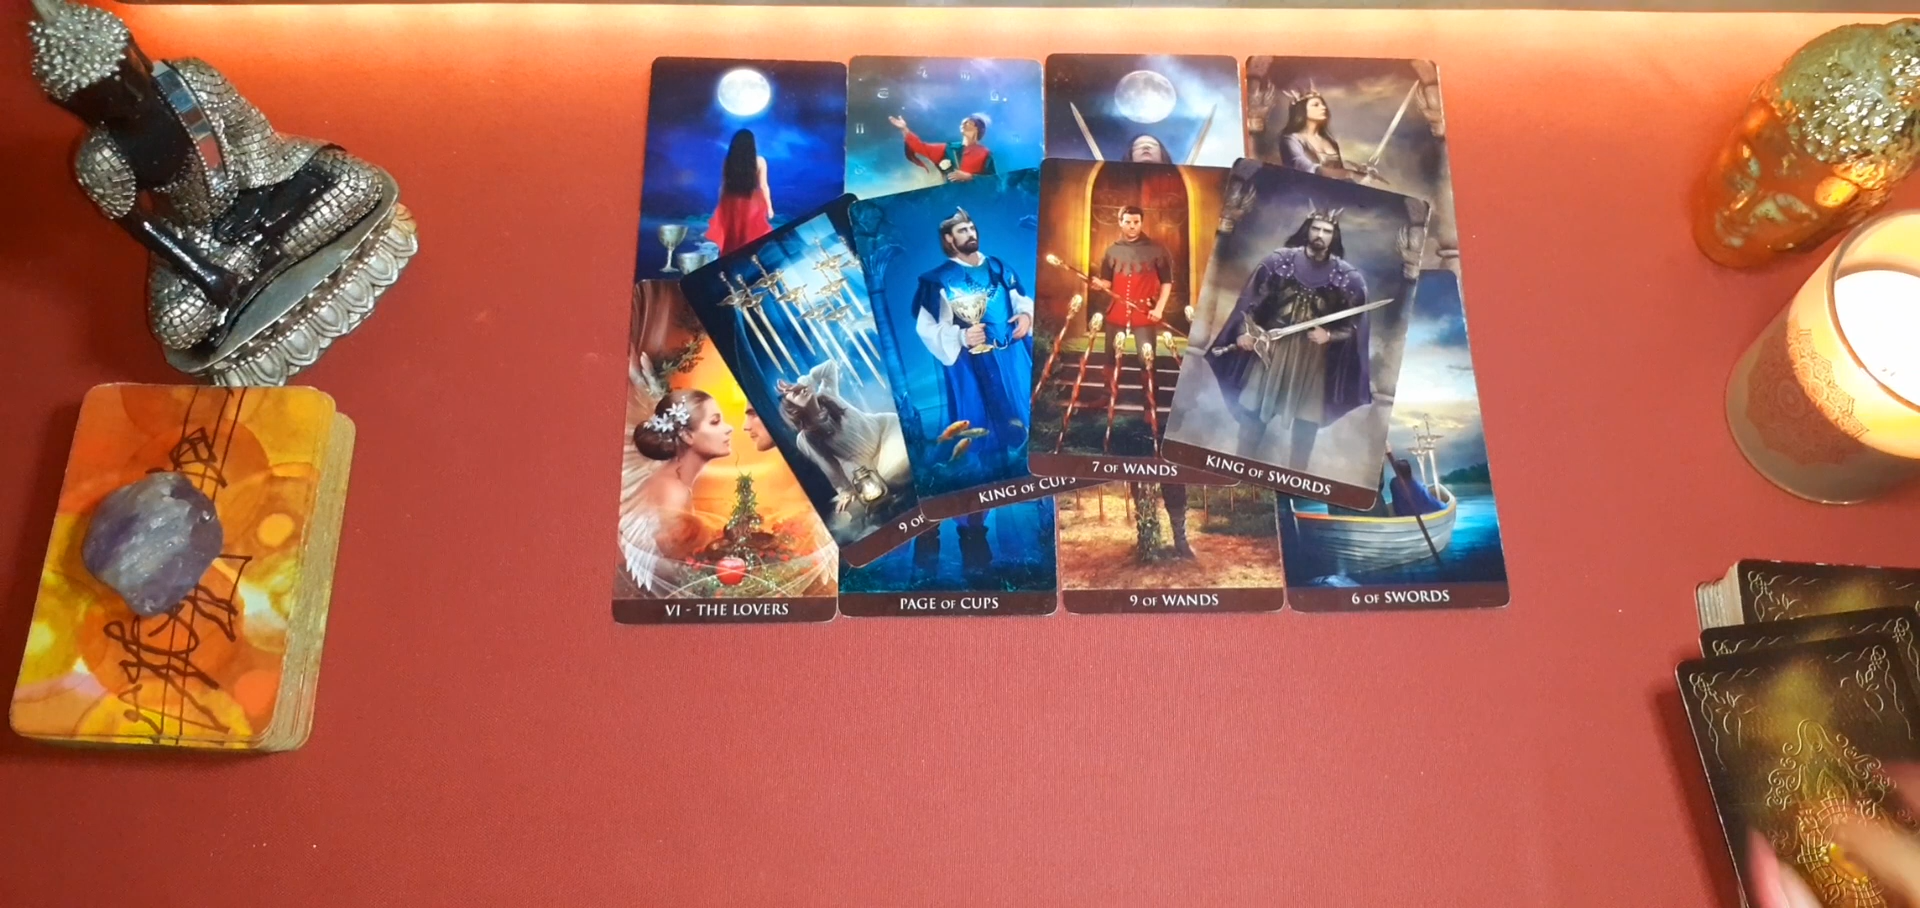 7 OF WANDS
KING OF SWORDS
KING OF CUPS
9 OF
VI - THE LOVERS
PAGE OF CUPS
9 OF WANDS
6 OF SWORDS